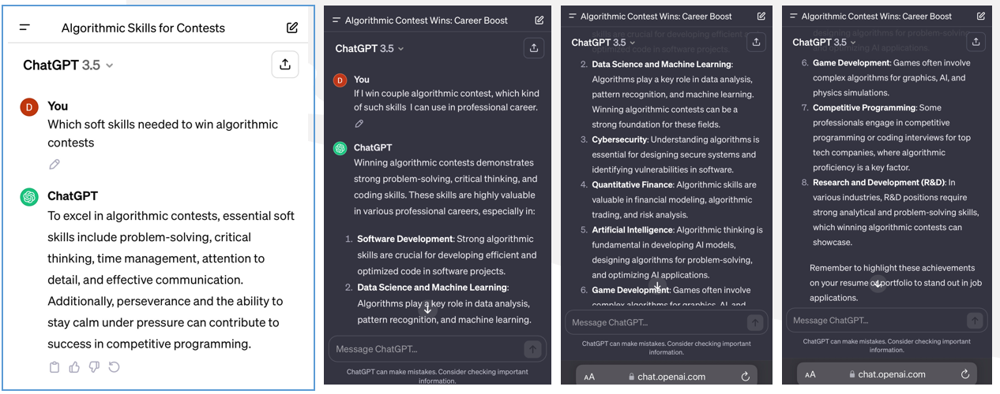 Algorithmic Skills for Contests
ChatGPT 3.5
D
You
Which soft skills needed to win algorithmic
contests
ChatGPT
To excel in algorithmic contests, essential soft
skills include problem-solving, critical
thinking, time management, attention to
detail, and effective communication.
Additionally, perseverance and the ability to
stay calm under pressure can contribute to
success in competitive programming.
Algorithmic Contest Wins: Career Boost
ChatGPT 3.5
D
You
If I win couple algorithmic contest, which kind
of such skills I can use in professional career.
ChatGPT
Winning algorithmic contests demonstrates
strong problem-solving, critical thinking, and
coding skills. These skills are highly valuable
in various professional careers, especially in:
1. Software Development: Strong algorithmic
skills are crucial for developing efficient and
optimized code in software projects.
2. Data Science and Machine Learning:
Algorithms play a key role in data analysis,
pattern recognition, and machine learning.
Message ChatGPT...
ChatGPT can make mistakes. Consider checking important
information.
Algorithmic Contest Wins: Career Boost
skills are crucial for developing efficient and
ChatGPT 3.5
optimized code in software projects.
2. Data Science and Machine Learning:
Algorithms play a key role in data analysis,
pattern recognition, and machine learning.
Winning algorithmic contests can be a
strong foundation for these fields.
3. Cybersecurity: Understanding algorithms is
essential for designing secure systems and
identifying vulnerabilities in software.
4. Quantitative Finance: Algorithmic skills are
valuable in financial modeling, algorithmic
trading, and risk analysis.
5. Artificial Intelligence: Algorithmic thinking is
fundamental in developing AI models,
designing algorithms for problem-solving,
and optimizing AI applications.
6. Game Development: Games often involve
complex algorithms for graphics, AI, and
Message ChatGPT...
ChatGPT can make mistakes. Consider checking important
information.
AA chat.openai.com
Algorithmic Contest Wins: Career Boost
designing algorithms for problem-solving,
ChatGPT 3.5
and optimizing AI applications.
6. Game Development: Games often involve
complex algorithms for graphics, AI, and
physics simulations.
7. Competitive Programming: Some
professionals engage in competitive
programming or coding interviews for top
tech companies, where algorithmic
proficiency is a key factor.
8. Research and Development (R&D): In
various industries, R&D positions require
strong analytical and problem-solving skills,
which winning algorithmic contests can
showcase.
Remember to highlight these achievements
on your resume or portfolio to stand out in job
applications.
Message ChatGPT...
ChatGPT can make mistakes. Consider checking important
information.
AA chat.openai.com